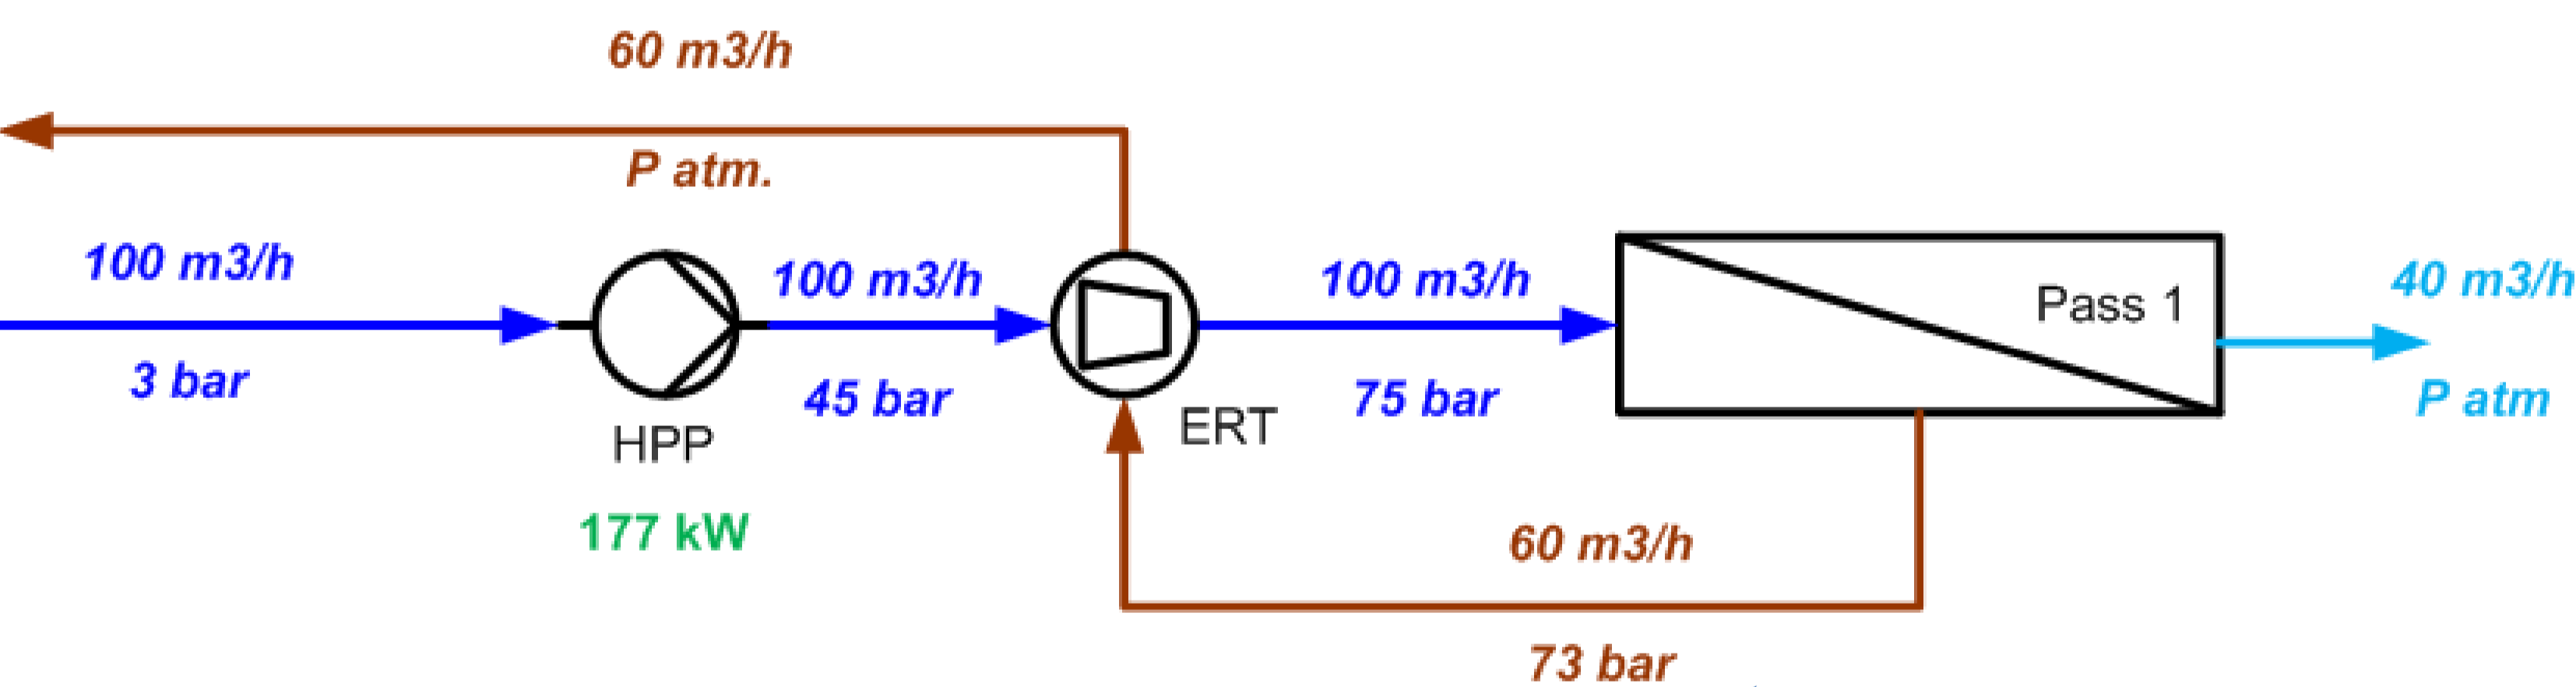 60 m3/h
P atm.
100 m3/h
3 bar
HPP
177 kW
100 m3/h
45 bar
ERT
100 m3/h
75 bar
Pass 1
40 m3/h
P atm
60 m3/h
73 bar